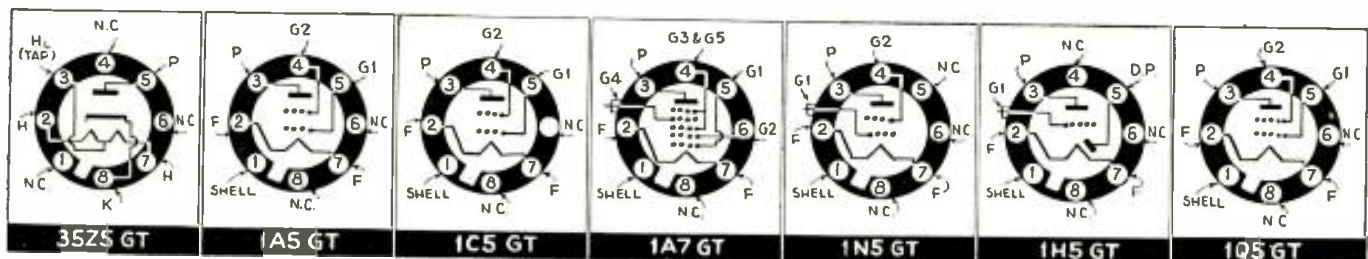 N.C
HL
(TAP)
3
4
5
P
H
2
6
NC
1
8
7
NC
H
K
35Z5 GT
G2
P
3
4
5
G1
F
2
6
NC
1
8
7
SHELL
F
N.C.
1A5 GT
G2
P
3
4
5
G1
F
2
NC
1
8
7
SHELL
F
NC
1C5 GT
G3 & G5
P
G4
3
4
5
G1
F
2
6
G2
1
8
7
SHELL
F
NC
1A7 GT
G2
P
G1
3
4
5
NC
F
2
6
NC
1
8
7
SHELL
F)
NC
1N5 GT
NC
P
G1
3
4
5
D.P
F
2
6
NC
1
8
7
SHELL
F
NC
1H5 GT
G2
P
3
4
5
G1
F
2
6
NC
1
8
7
SHELL
F
NC
1Q5 GT